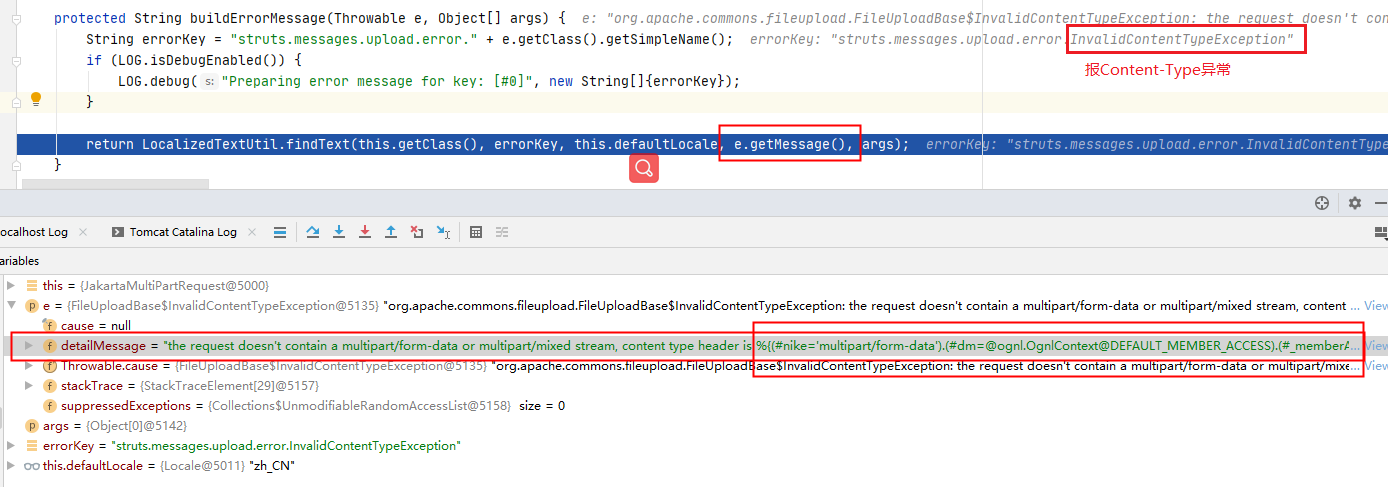 protected String buildErrorMessage(Throwable e, Object[] args) { e: "org.apache.commons.fileupload.FileUploadBase$InvalidContentTypeException: the request doesn't con
String errorKey = "struts.messages.upload.error." + e.getClass().getSimpleName(); errorKey: "struts.messages.upload.error.InvalidContentTypeException"
报Content-Type异常
if (LOG.isDebugEnabled()) {
LOG.debug( s: "Preparing error message for key: [#0]", new String[]{errorKey});
}
return LocalizedTextUtil.findText(this.getClass(), errorKey, this.defaultLocale, e.getMessage(), args); errorKey: "struts.messages.upload.error.InvalidContentType
}
ocalhost Log × Tomcat Catalina Log ×
ariables
this = {JakartaMultiPartRequest@5000}
e = {FileUploadBase$InvalidContentTypeException@5135} "org.apache.commons.fileupload.FileUploadBase$InvalidContentTypeException: the request doesn't contain a multipart/form-data or multipart/mixed stream, content ... View
cause = null
detailMessage = "the request doesn't contain a multipart/form-data or multipart/mixed stream, content type header is %{(#nike='multipart/form-data').(#dm=@ognl.OgnlContext@DEFAULT_MEMBER_ACCESS).(#_memberA... View
Throwable.cause = {FileUploadBase$InvalidContentTypeException@5135} "org.apache.commons.fileupload.FileUploadBase$InvalidContentTypeException: the request doesn't contain a multipart/form-data or multipart/mixe... View
stackTrace = {StackTraceElement[29]@5157}
suppressedExceptions = {Collections$UnmodifiableRandomAccessList@5158} size = 0
args = {Object[0]@5142}
errorKey = "struts.messages.upload.error.InvalidContentTypeException"
this.defaultLocale = {Locale@5011} "zh_CN"